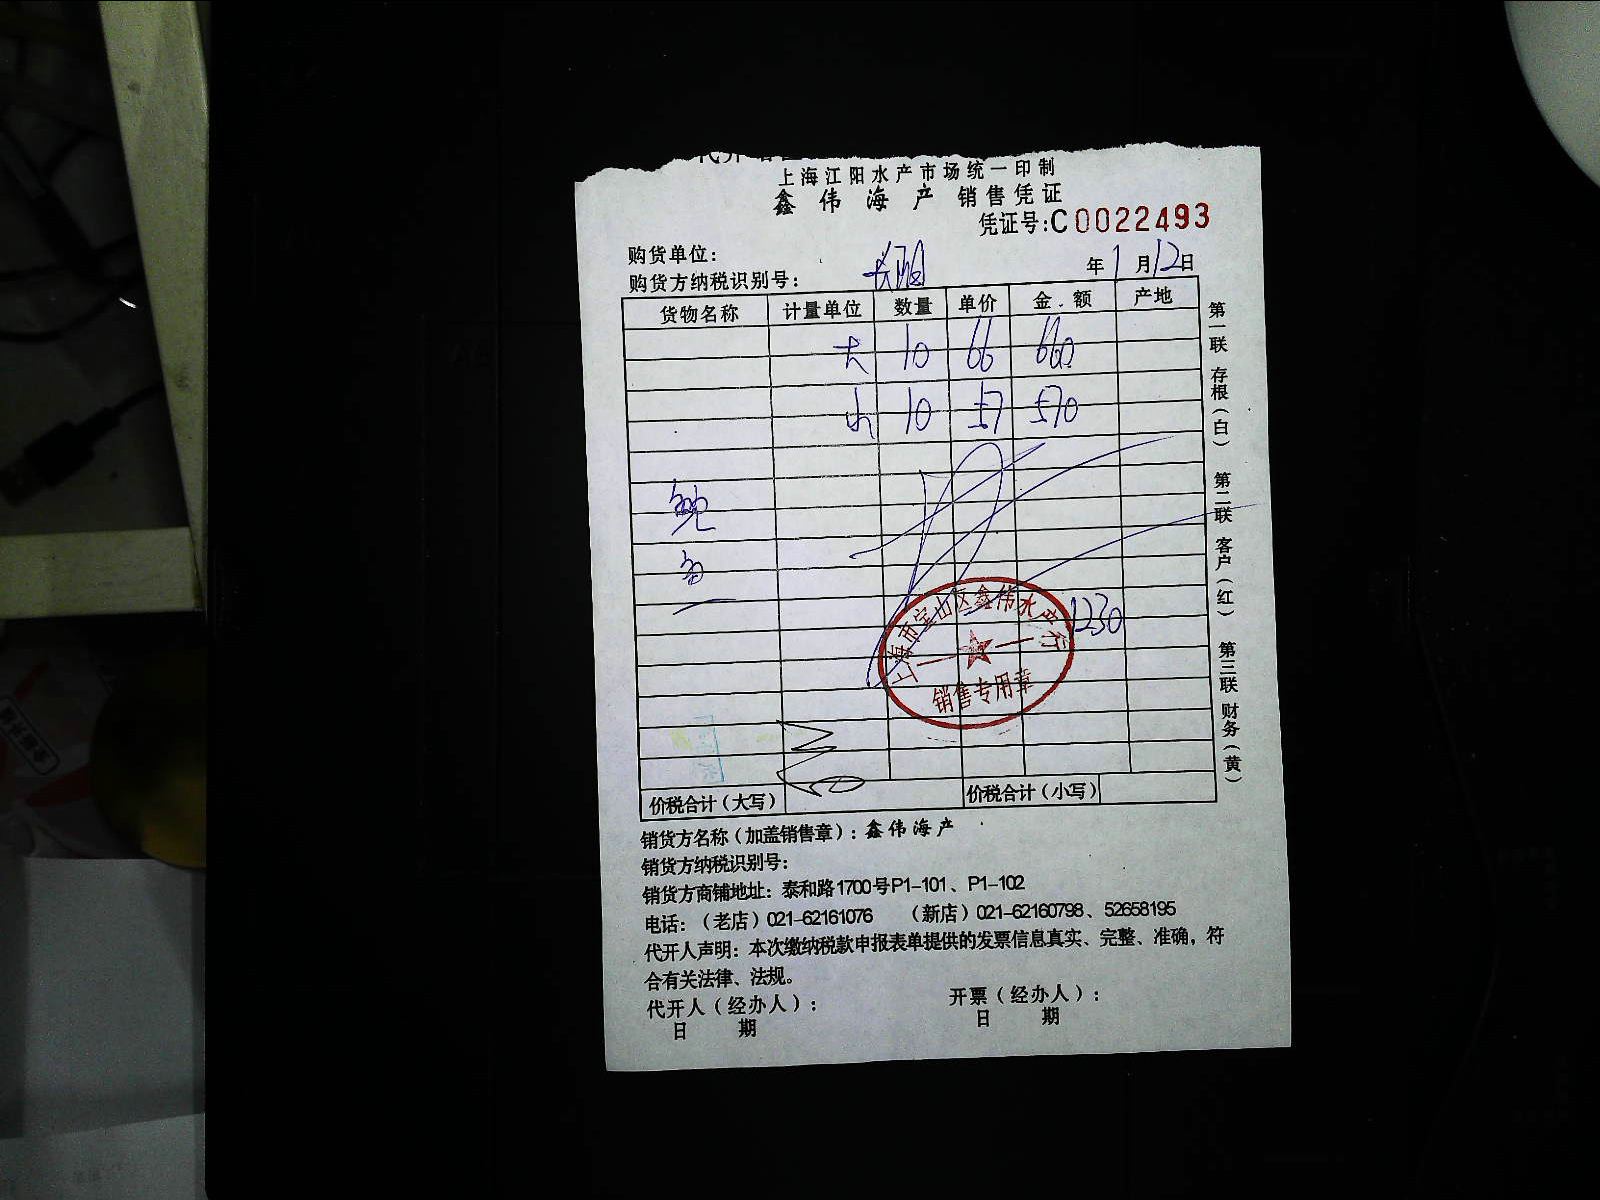 上海江阳水产市场统一印制
鑫伟海产 销售凭证
凭证号:C0022493
购货单位:
购货方纳税识别号: 年1月12日
货物名称 计量单位 数量 单价 金.额 产地
大 10 66 660
小 10 57 570
鲍
鱼
1230
上海市宝山区鑫伟水产行
销售专用章
价税合计(大写) 价税合计(小写)
第一联 存根(白) 第二联 客户(红) 第三联 财务(黄)
销货方名称(加盖销售章): 鑫伟海产
销货方纳税识别号:
销货方商铺地址: 泰和路1700号P1-101、P1-102
电话:(老店)021-62161076 (新店)021-62160798、52658195
代开人声明: 本次缴纳税款申报表单提供的发票信息真实、完整、准确, 符
合有关法律、法规。
代开人(经办人): 开票(经办人):
日 期 日 期